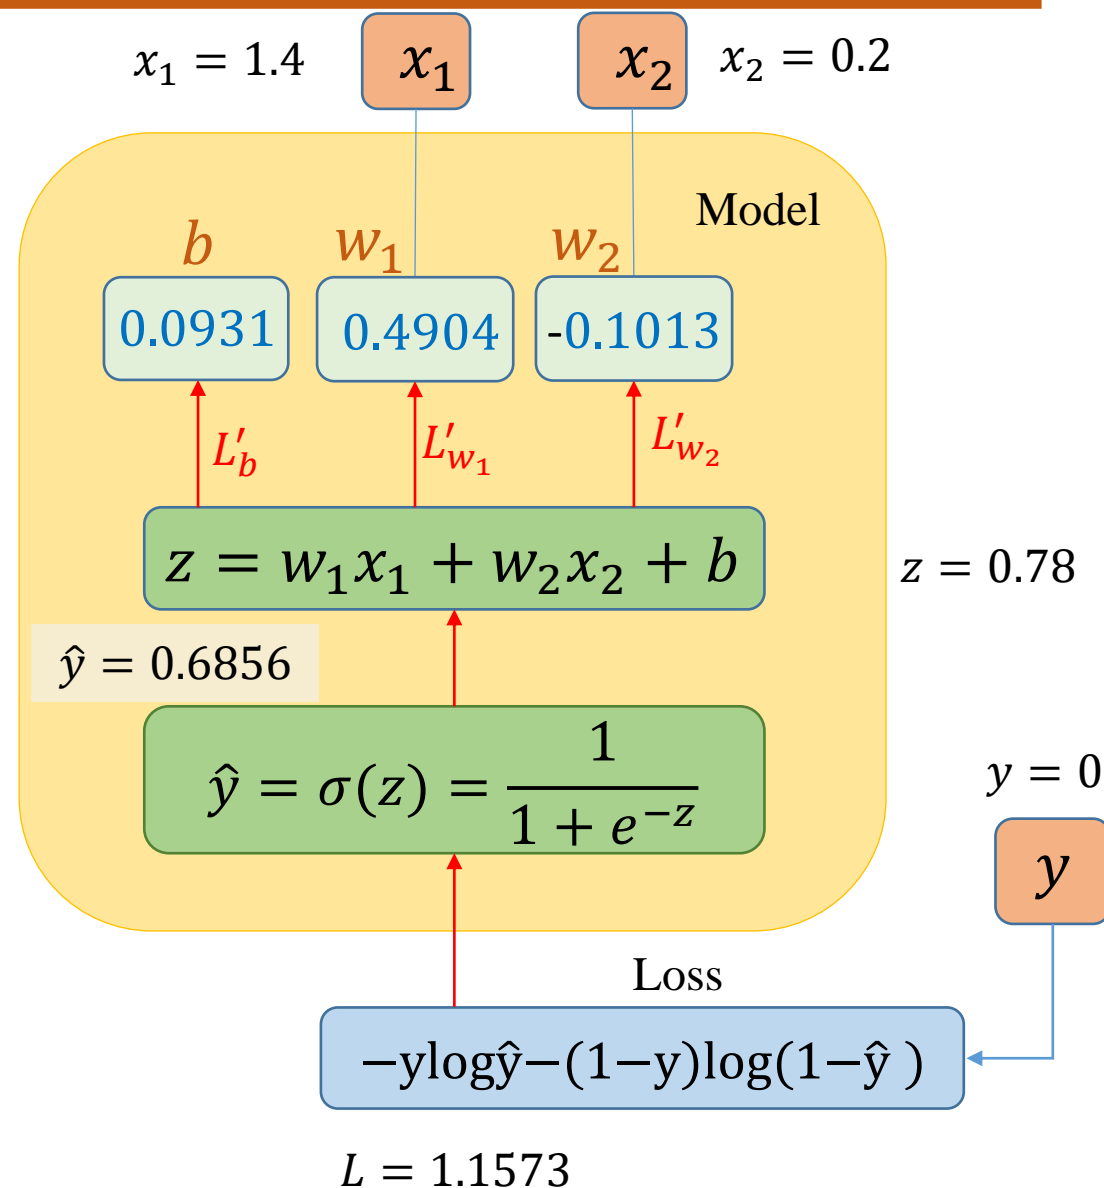 x₁ = 1.4
x₁
x₂
x₂ = 0.2
Model
b
w₁
w₂
0.0931
0.4904
-0.1013
L′_b
L′_{w₁}
L′_{w₂}
z = w₁x₁ + w₂x₂ + b
z = 0.78
ŷ = 0.6856
ŷ = σ(z) = 1 / (1 + e^{−z})
y = 0
y
Loss
−ylogŷ−(1−y)log(1−ŷ )
L = 1.1573